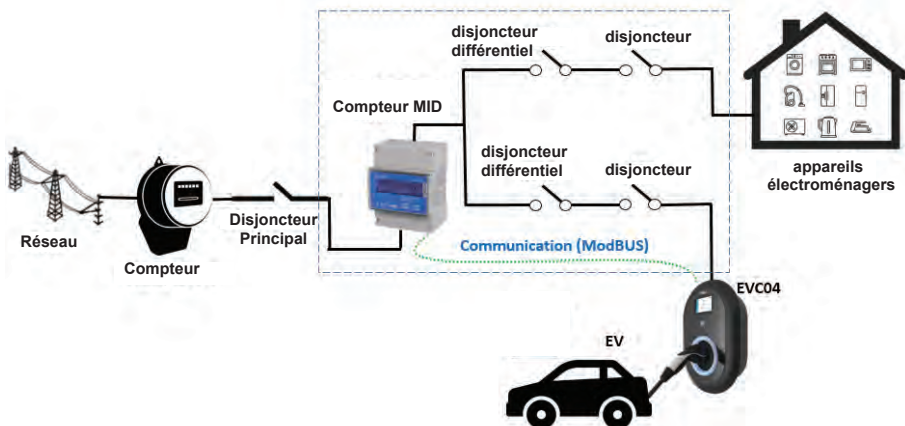 disjoncteur
différentiel
disjoncteur
Compteur MID
disjoncteur
différentiel
disjoncteur
appareils
électroménagers
Réseau
Compteur
Disjoncteur
Principal
Communication (ModBUS)
EVC04
EV